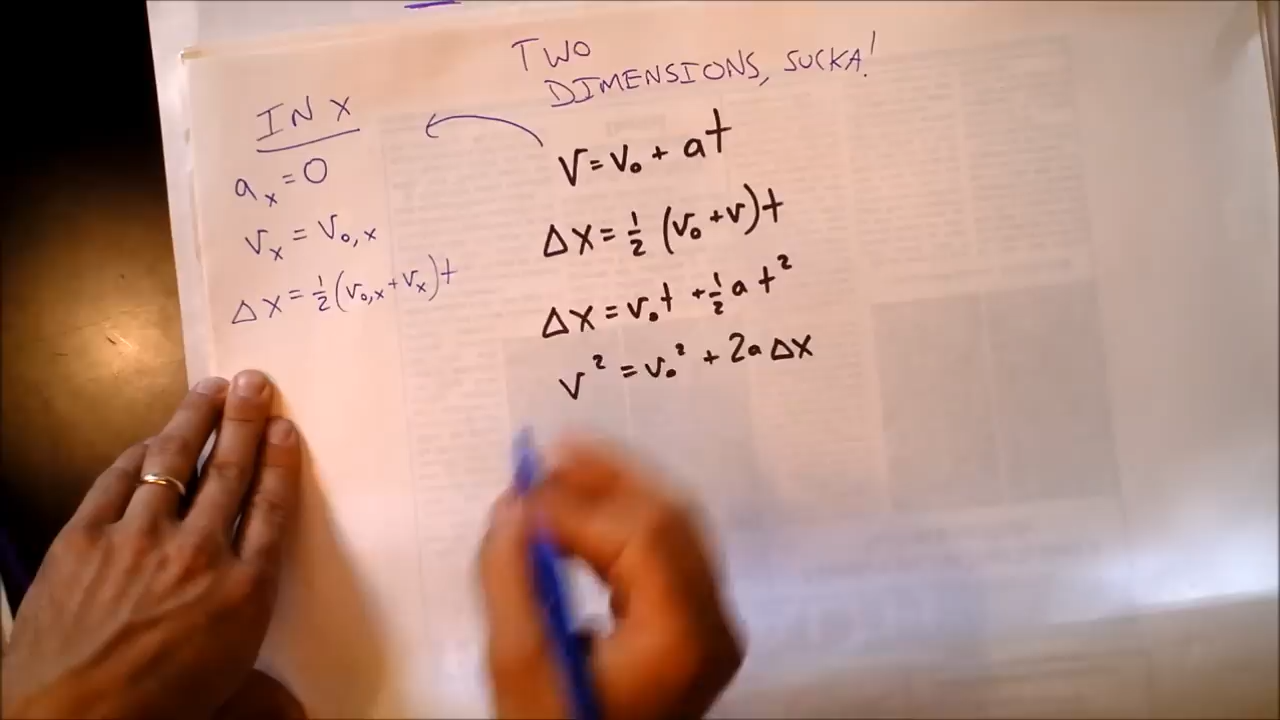 TWO
DIMENSIONS, SUCKA!
IN X
aₓ = 0
vₓ = v₀,ₓ
Δx = ½(v₀,ₓ + vₓ)t
v = v₀ + at
Δx = ½(v₀ + v)t
Δx = v₀t + ½at²
v² = v₀² + 2aΔx